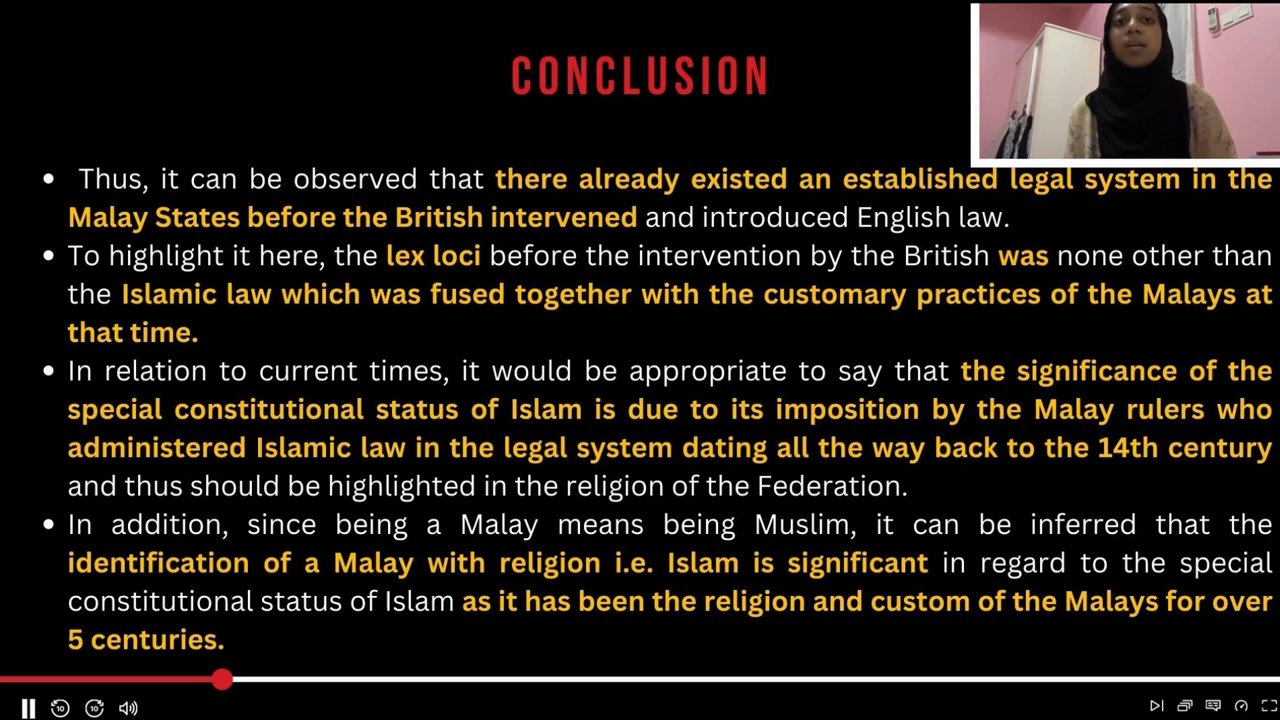 CONCLUSION
Thus, it can be observed that there already existed an established legal system in the
Malay States before the British intervened and introduced English law.
To highlight it here, the lex loci before the intervention by the British was none other than
the Islamic law which was fused together with the customary practices of the Malays at
that time.
In relation to current times, it would be appropriate to say that the significance of the
special constitutional status of Islam is due to its imposition by the Malay rulers who
administered Islamic law in the legal system dating all the way back to the 14th century
and thus should be highlighted in the religion of the Federation.
In addition, since being a Malay means being Muslim, it can be inferred that the
identification of a Malay with religion i.e. Islam is significant in regard to the special
constitutional status of Islam as it has been the religion and custom of the Malays for over
5 centuries.
10 10